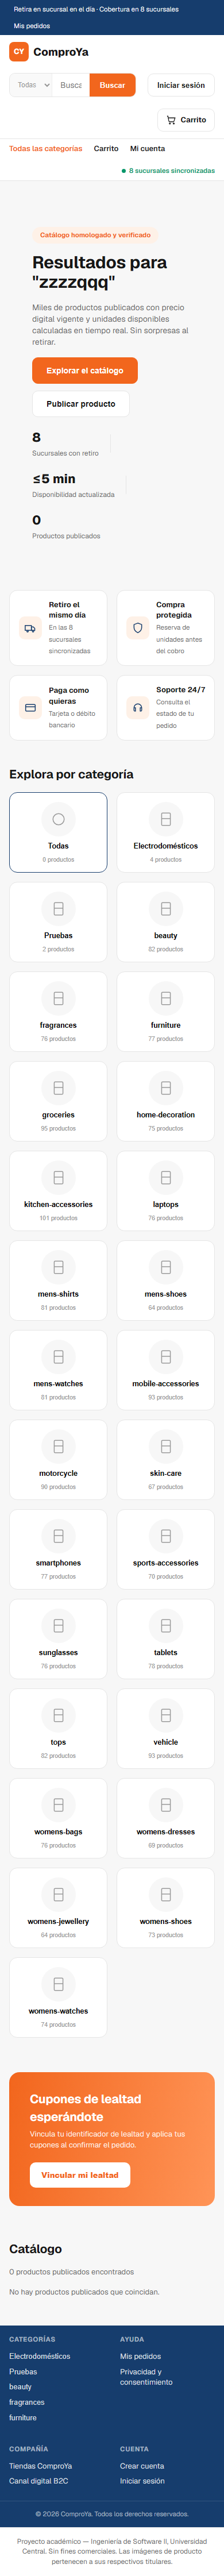 Retira en sucursal en el día · Cobertura en 8 sucursales
Mis pedidos
CY ComproYa
Todas
Busca
Buscar
Iniciar sesión
Carrito
Todas las categorías
Carrito
Mi cuenta
8 sucursales sincronizadas
Catálogo homologado y verificado
Resultados para
"zzzzqqq"
Miles de productos publicados con precio
digital vigente y unidades disponibles
calculadas en tiempo real. Sin sorpresas al
retirar.
Explorar el catálogo
Publicar producto
8
Sucursales con retiro
≤5 min
Disponibilidad actualizada
0
Productos publicados
Retiro el
mismo día
En las 8
sucursales
sincronizadas
Compra
protegida
Reserva de
unidades antes
del cobro
Paga como
quieras
Tarjeta o débito
bancario
Soporte 24/7
Consulta el
estado de tu
pedido
Explora por categoría
Todas
0 productos
Electrodomésticos
4 productos
Pruebas
2 productos
beauty
82 productos
fragrances
76 productos
furniture
77 productos
groceries
95 productos
home-decoration
75 productos
kitchen-accessories
101 productos
laptops
76 productos
mens-shirts
81 productos
mens-shoes
64 productos
mens-watches
81 productos
mobile-accessories
93 productos
motorcycle
90 productos
skin-care
67 productos
smartphones
77 productos
sports-accessories
78 productos
sunglasses
76 productos
tablets
78 productos
tops
82 productos
vehicle
93 productos
womens-bags
76 productos
womens-dresses
69 productos
womens-jewellery
64 productos
womens-shoes
73 productos
womens-watches
74 productos
Cupones de lealtad
esperándote
Vincula tu identificador de lealtad y aplica tus
cupones al confirmar el pedido.
Vincular mi lealtad
Catálogo
0 productos publicados encontrados
No hay productos publicados que coincidan.
CATEGORÍAS
Electrodomésticos
Pruebas
beauty
fragrances
furniture
AYUDA
Mis pedidos
Privacidad y
consentimiento
COMPAÑÍA
Tiendas ComproYa
Canal digital B2C
CUENTA
Crear cuenta
Iniciar sesión
© 2026 ComproYa. Todos los derechos reservados.
Proyecto académico — Ingeniería de Software II, Universidad
Central. Sin fines comerciales. Las imágenes de producto
pertenecen a sus respectivos titulares.